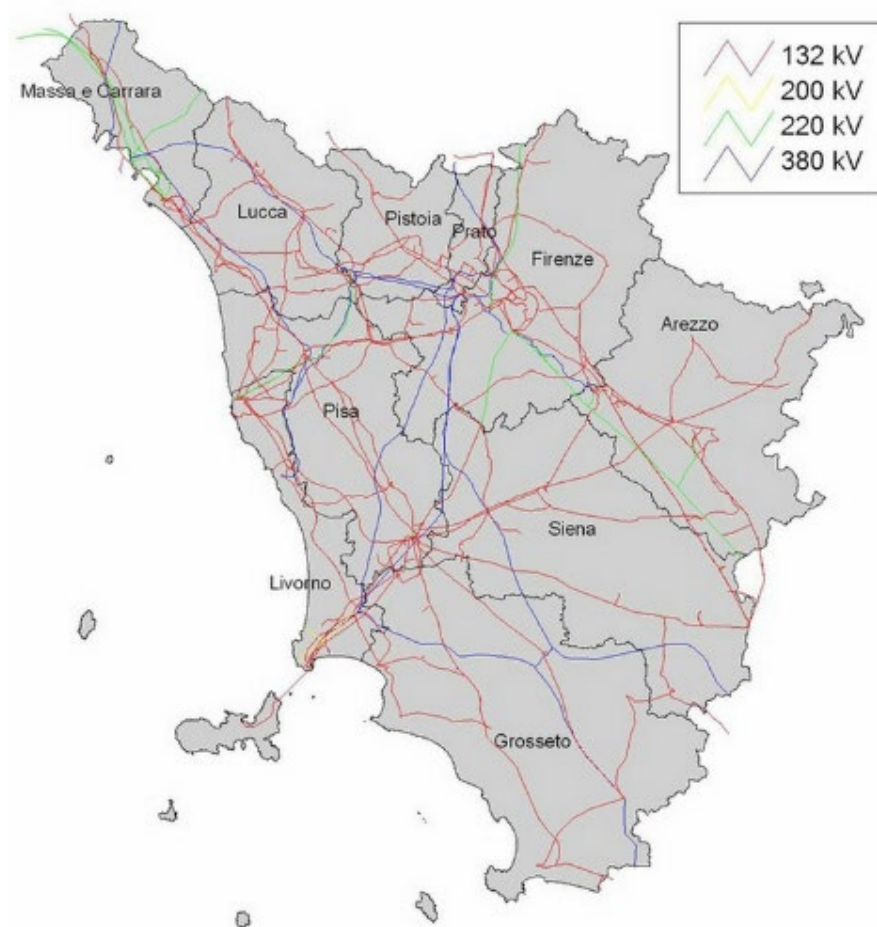 132 kV
200 kV
220 kV
380 kV
Massa e Carrara
Lucca
Pistoia
Prato
Firenze
Arezzo
Pisa
Siena
Livorno
Grosseto